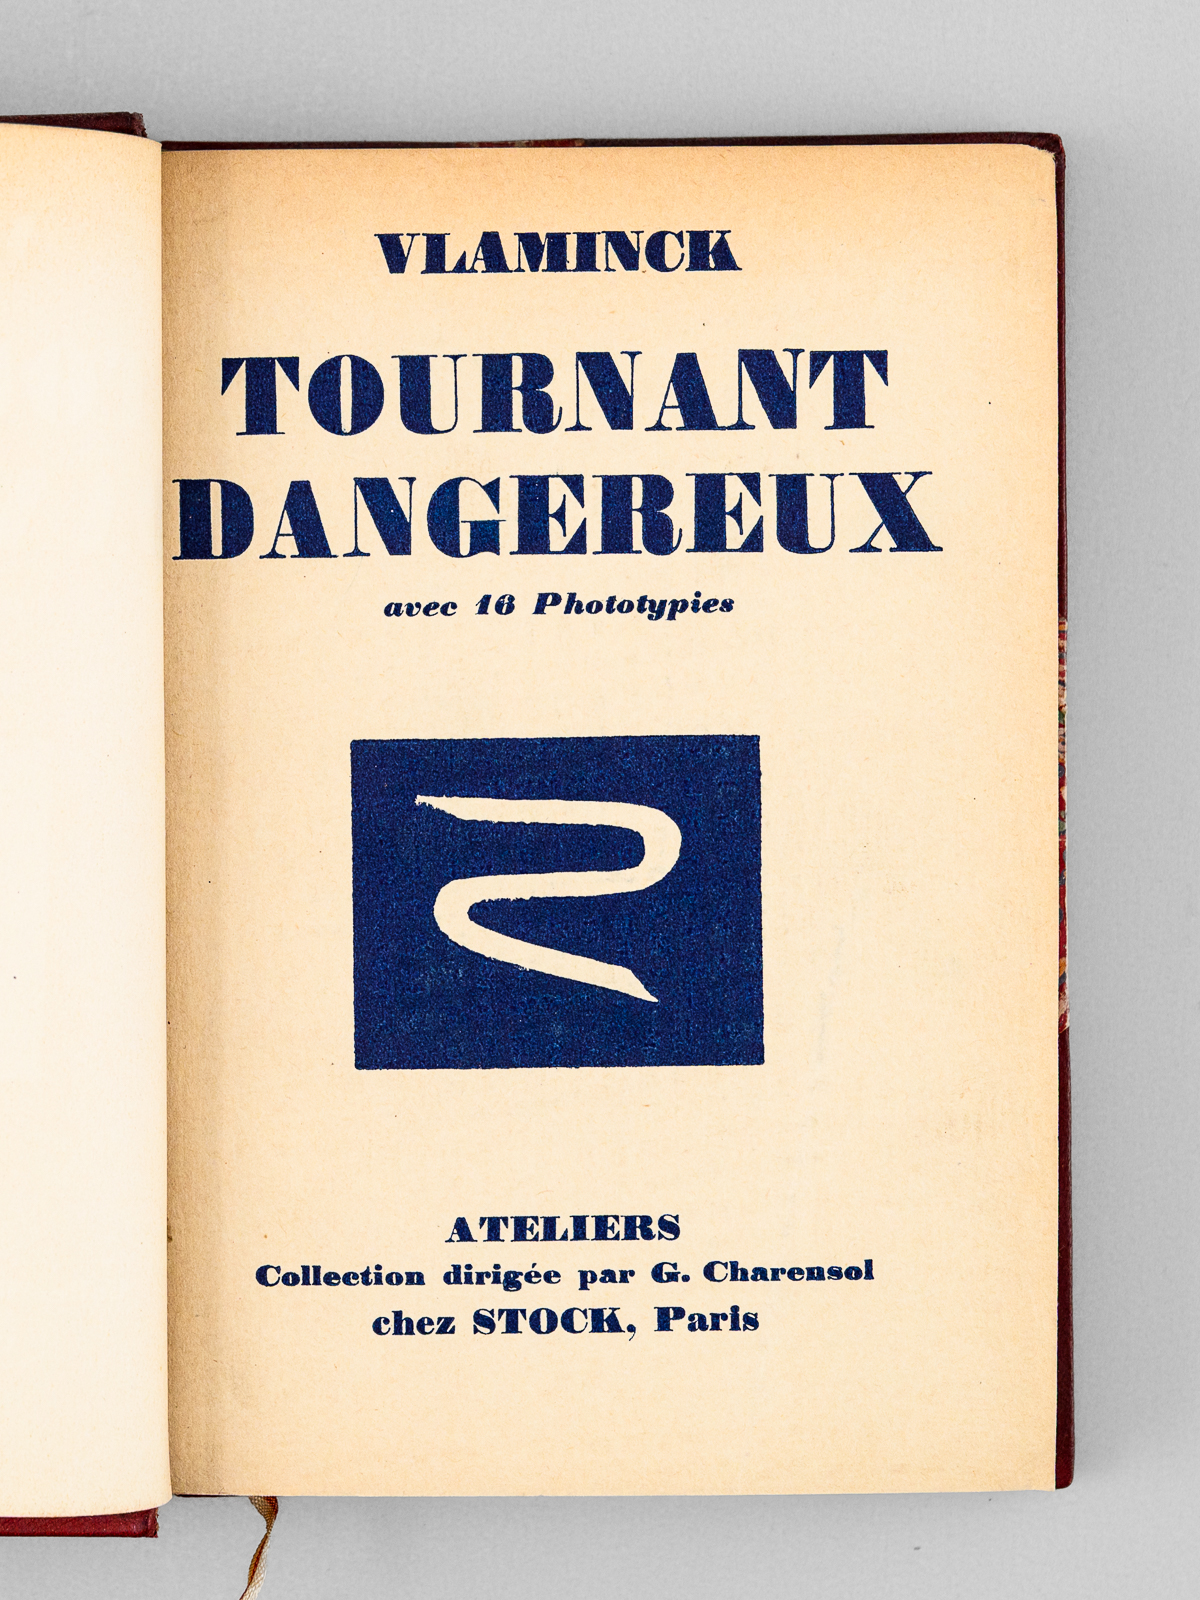 VLAMINCK
TOURNANT
DANGEREUX
avec 16 Phototypies
ATELIERS
Collection dirigée par G. Charensol
chez STOCK, Paris